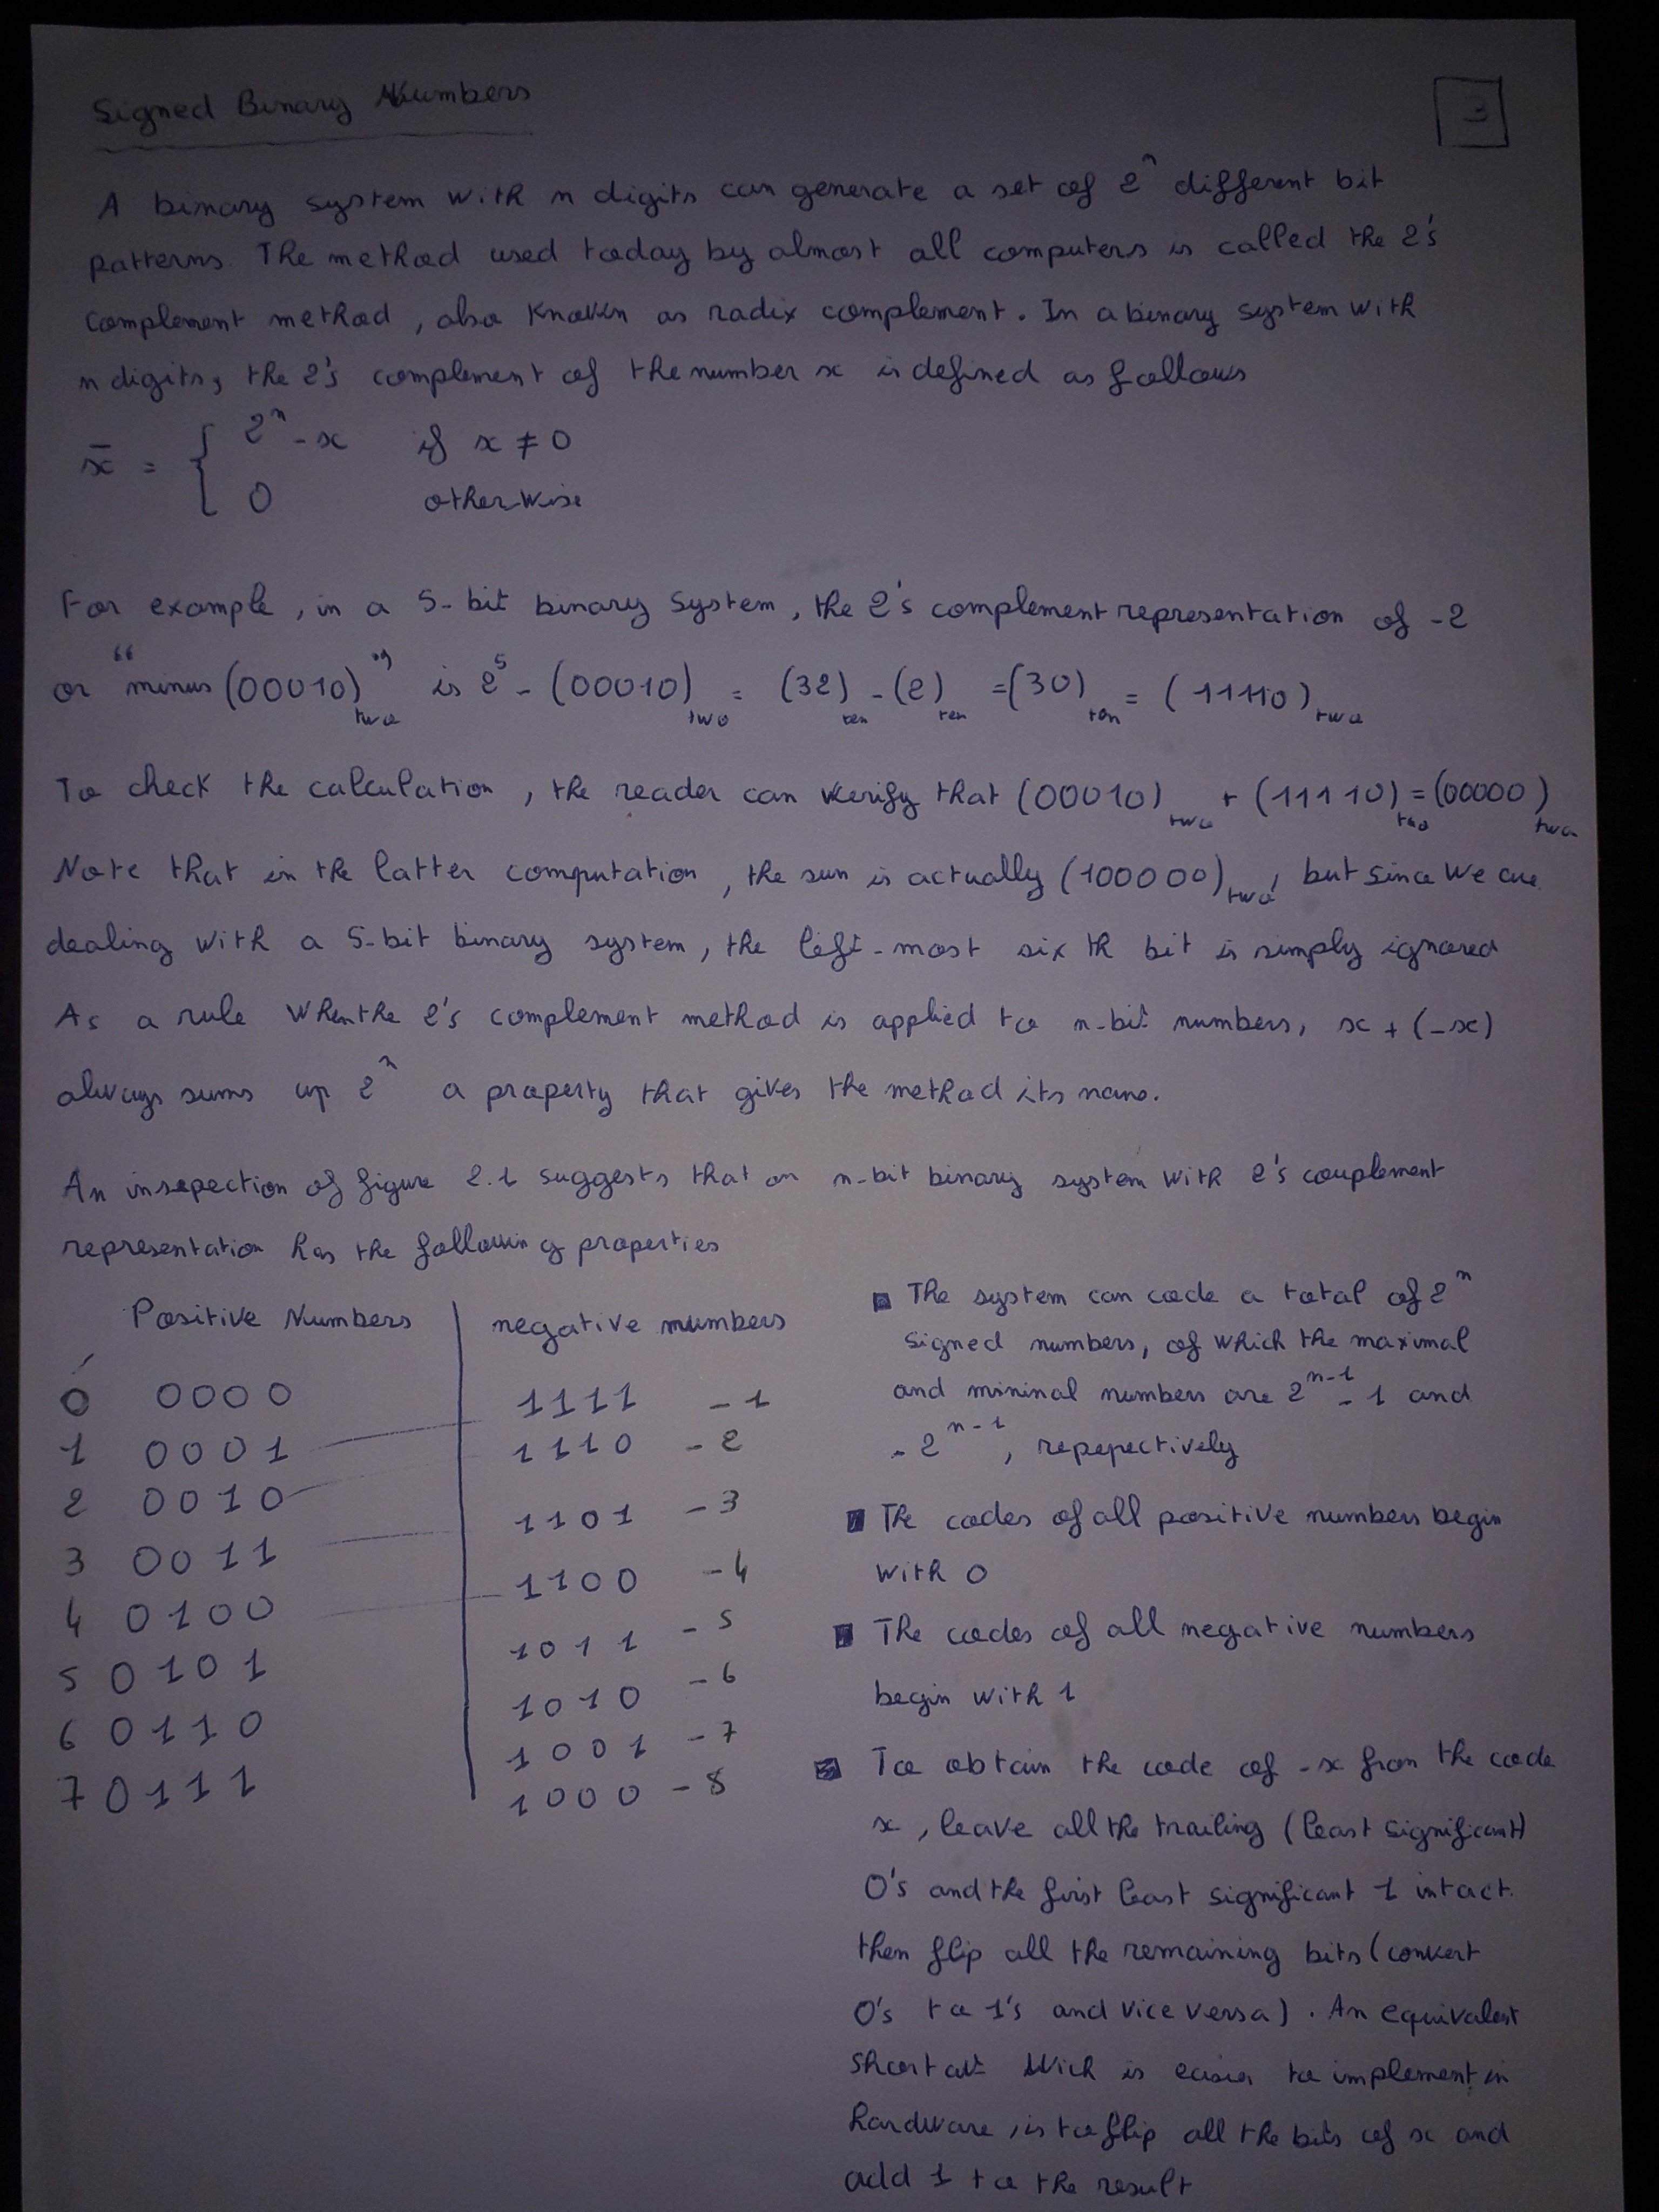 Signed Binary Numbers
3
A binary system with n digits can generate a set of 2^n different bit
patterns. The method used today by almost all computers is called the 2's
complement method, also known as radix complement. In a binary system with
n digits, the 2's complement of the number x is defined as follows
x̄ = { 2^n - x if x ≠ 0
0 otherwise
For example, in a 5-bit binary system, the 2's complement representation of -2
or "minus (00010)two" is 2^5 - (00010)two = (32)ten - (2)ten = (30)ten = (11110)two
To check the calculation, the reader can verify that (00010)two + (11110)two = (00000)two
Note that in the latter computation, the sum is actually (100000)two, but since we are
dealing with a 5-bit binary system, the left-most sixth bit is simply ignored
As a rule when the 2's complement method is applied to n-bit numbers, x + (-x)
always sums up 2^n a property that gives the method its name.
An insepection of figure 2.1 suggests that an n-bit binary system with 2's complement
representation has the following properties
Positive Numbers negative numbers
0 0000 1111 -1
1 0001 1110 -2
2 0010 1101 -3
3 0011 1100 -4
4 0100 1011 -5
5 0101 1010 -6
6 0110 1001 -7
7 0111 1000 -8
The system can code a total of 2^n
signed numbers, of which the maximal
and mininal numbers are 2^n-1 - 1 and
- 2^n-1, repepectively
The codes of all positive numbers begin
with 0
The codes of all negative numbers
begin with 1
To obtain the code of -x from the code
x, leave all the trailing (least significant)
0's and the first least significant 1 intact.
then flip all the remaining bits (convert
0's to 1's and vice versa). An equivalent
shortcut wich is easier to implement in
hardware, is to flip all the bits of x and
add 1 to the result